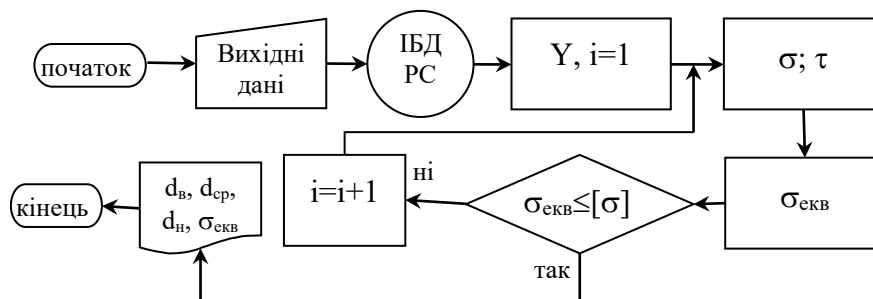 початок
Вихідні
дані
ІБД
РС
Y, i=1
σ; τ
σекв
σекв≤[σ]
ні
так
i=i+1
dв, dср,
dн, σекв
кінець